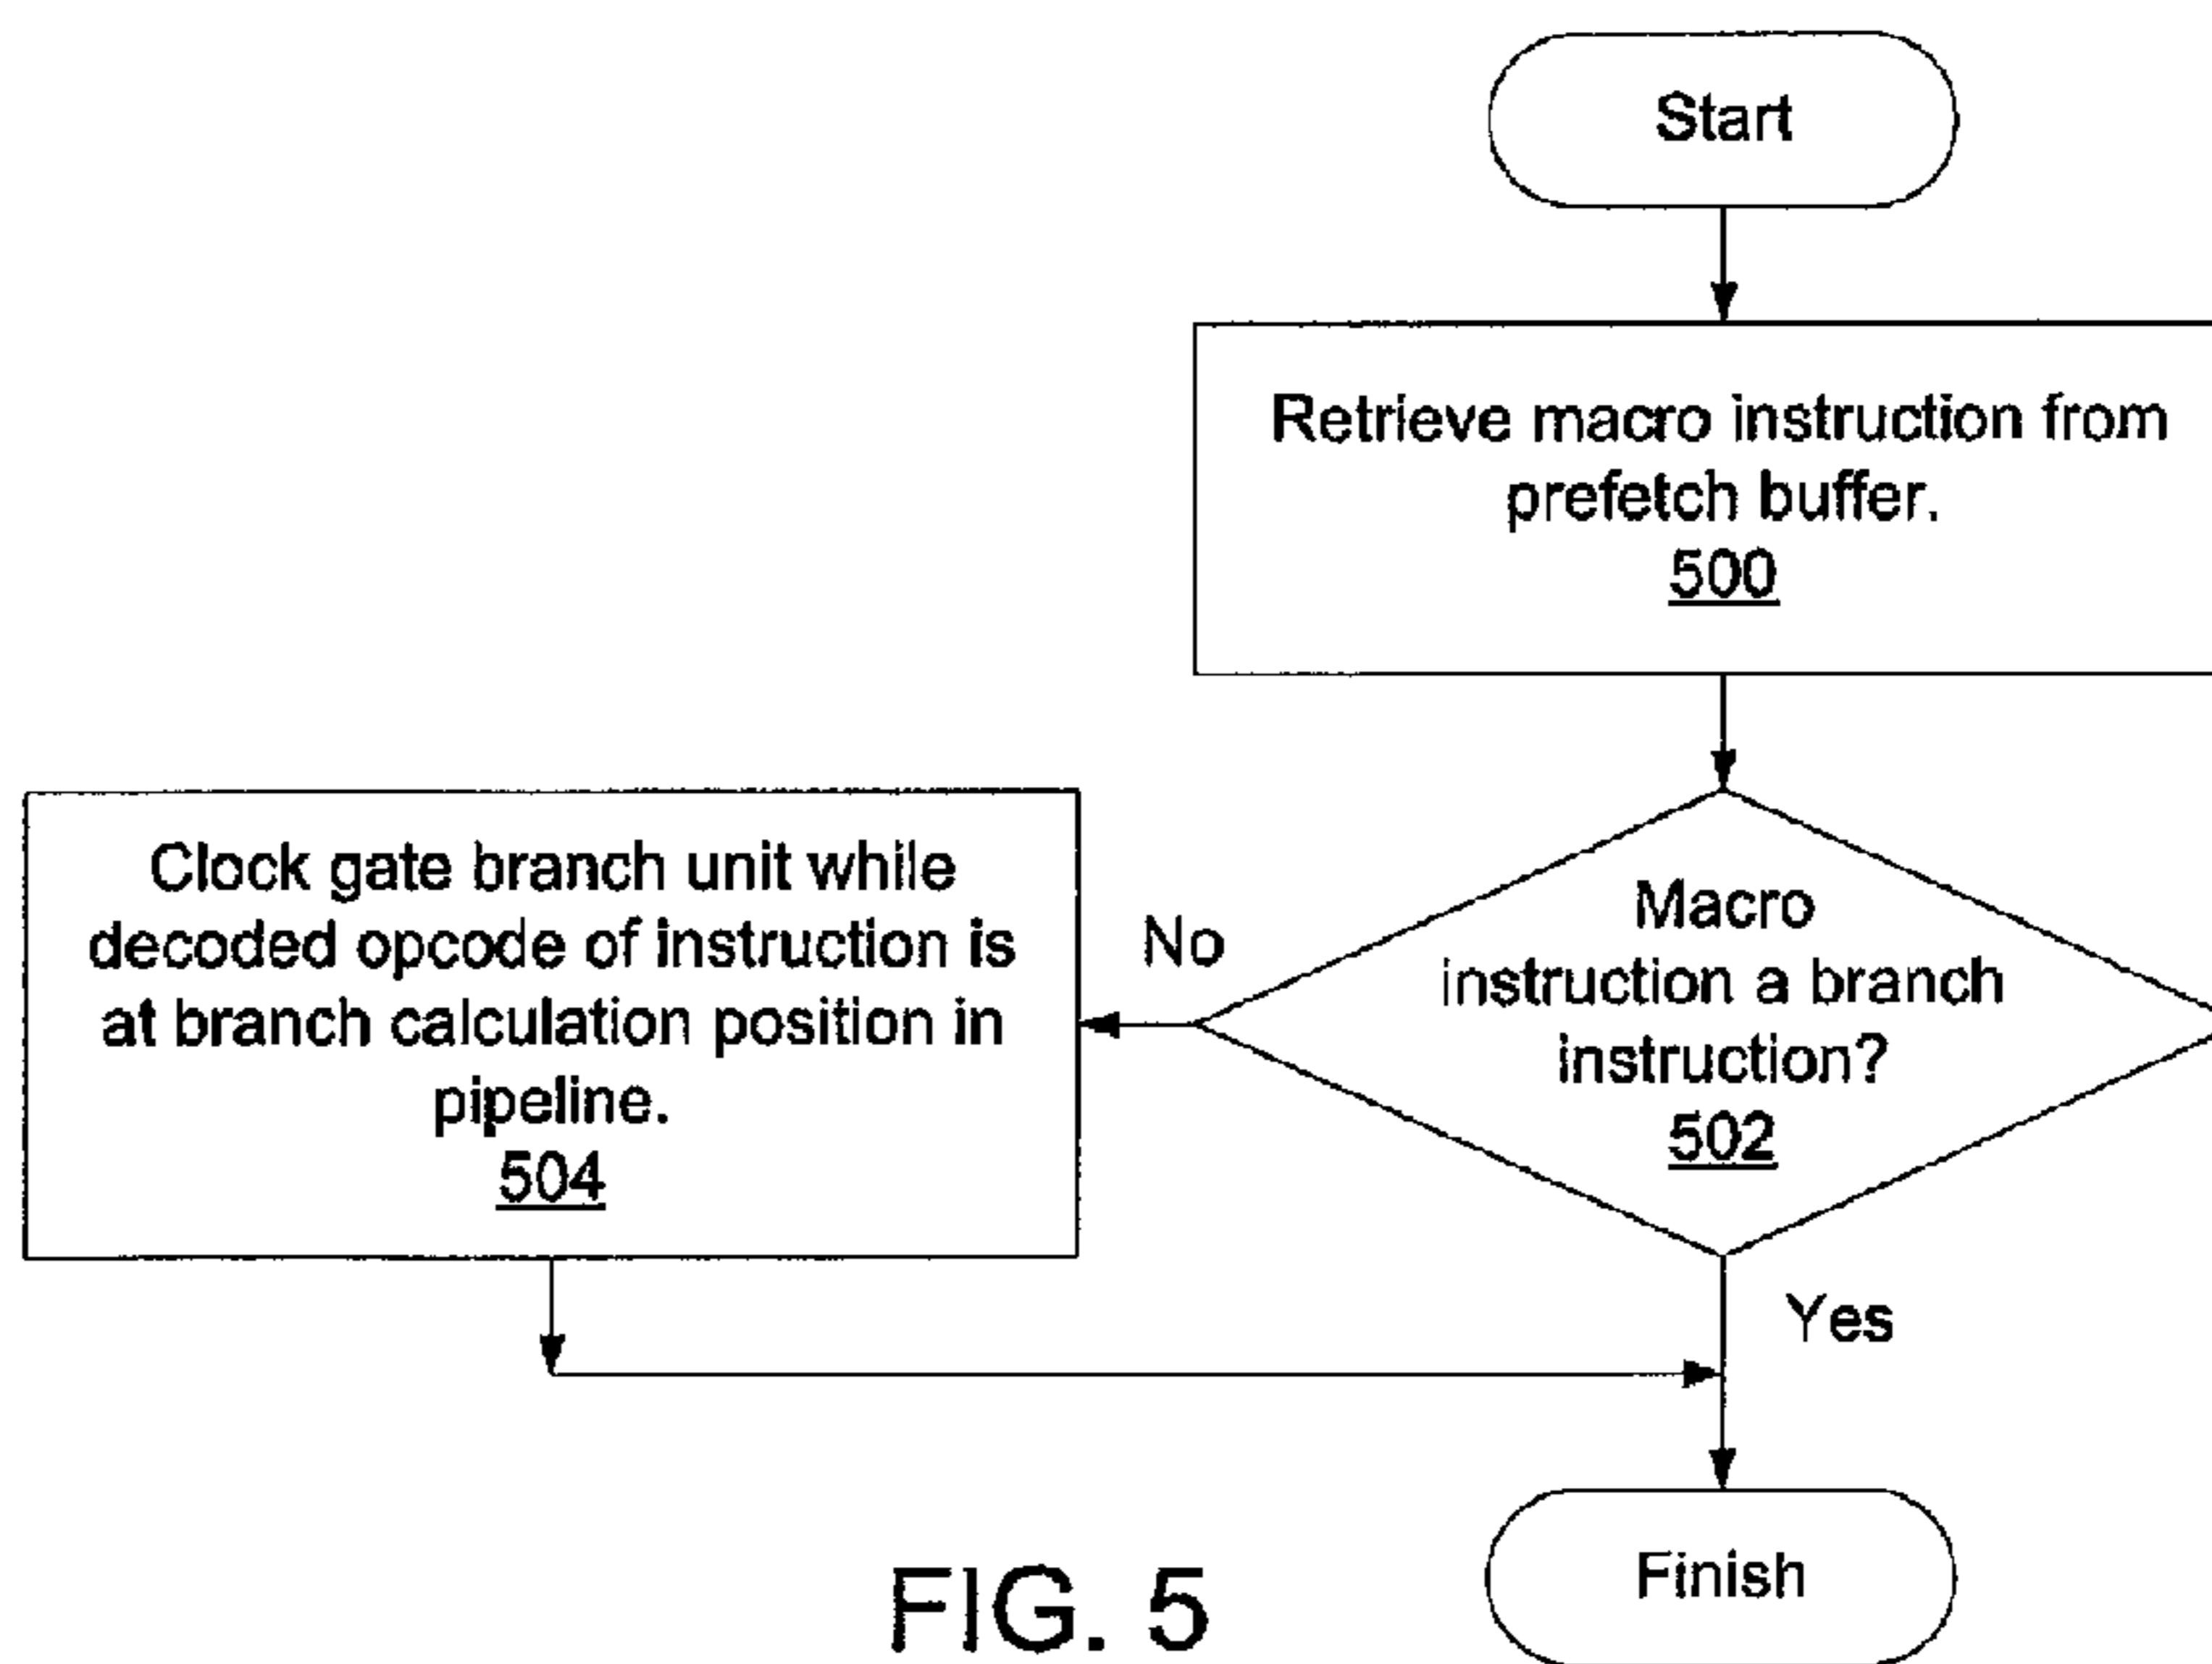 Start
Retrieve macro instruction from
prefetch buffer.
500
Macro
instruction a branch
instruction?
502
No
Clock gate branch unit while
decoded opcode of instruction is
at branch calculation position in
pipeline.
504
Yes
Finish
FIG. 5